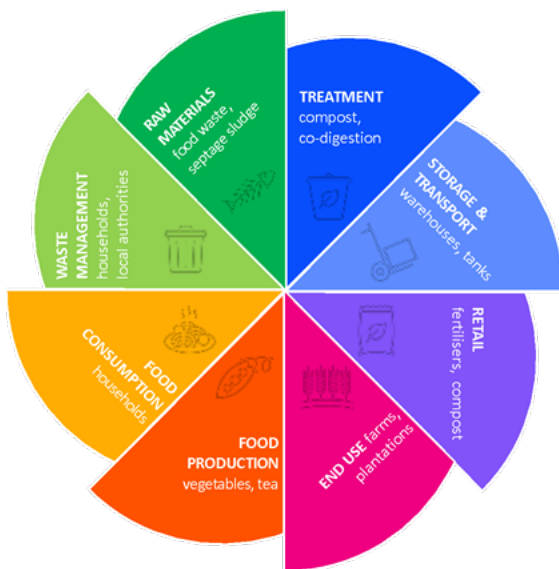 TREATMENT
compost,
co-digestion
STORAGE &
TRANSPORT
warehouses, tanks
RETAIL
fertilisers, compost
END USE farms,
plantations
FOOD
PRODUCTION
vegetables, tea
FOOD
CONSUMPTION
households
WASTE
MANAGEMENT
households,
local authorities
RAW
MATERIALS
food waste,
septage sludge